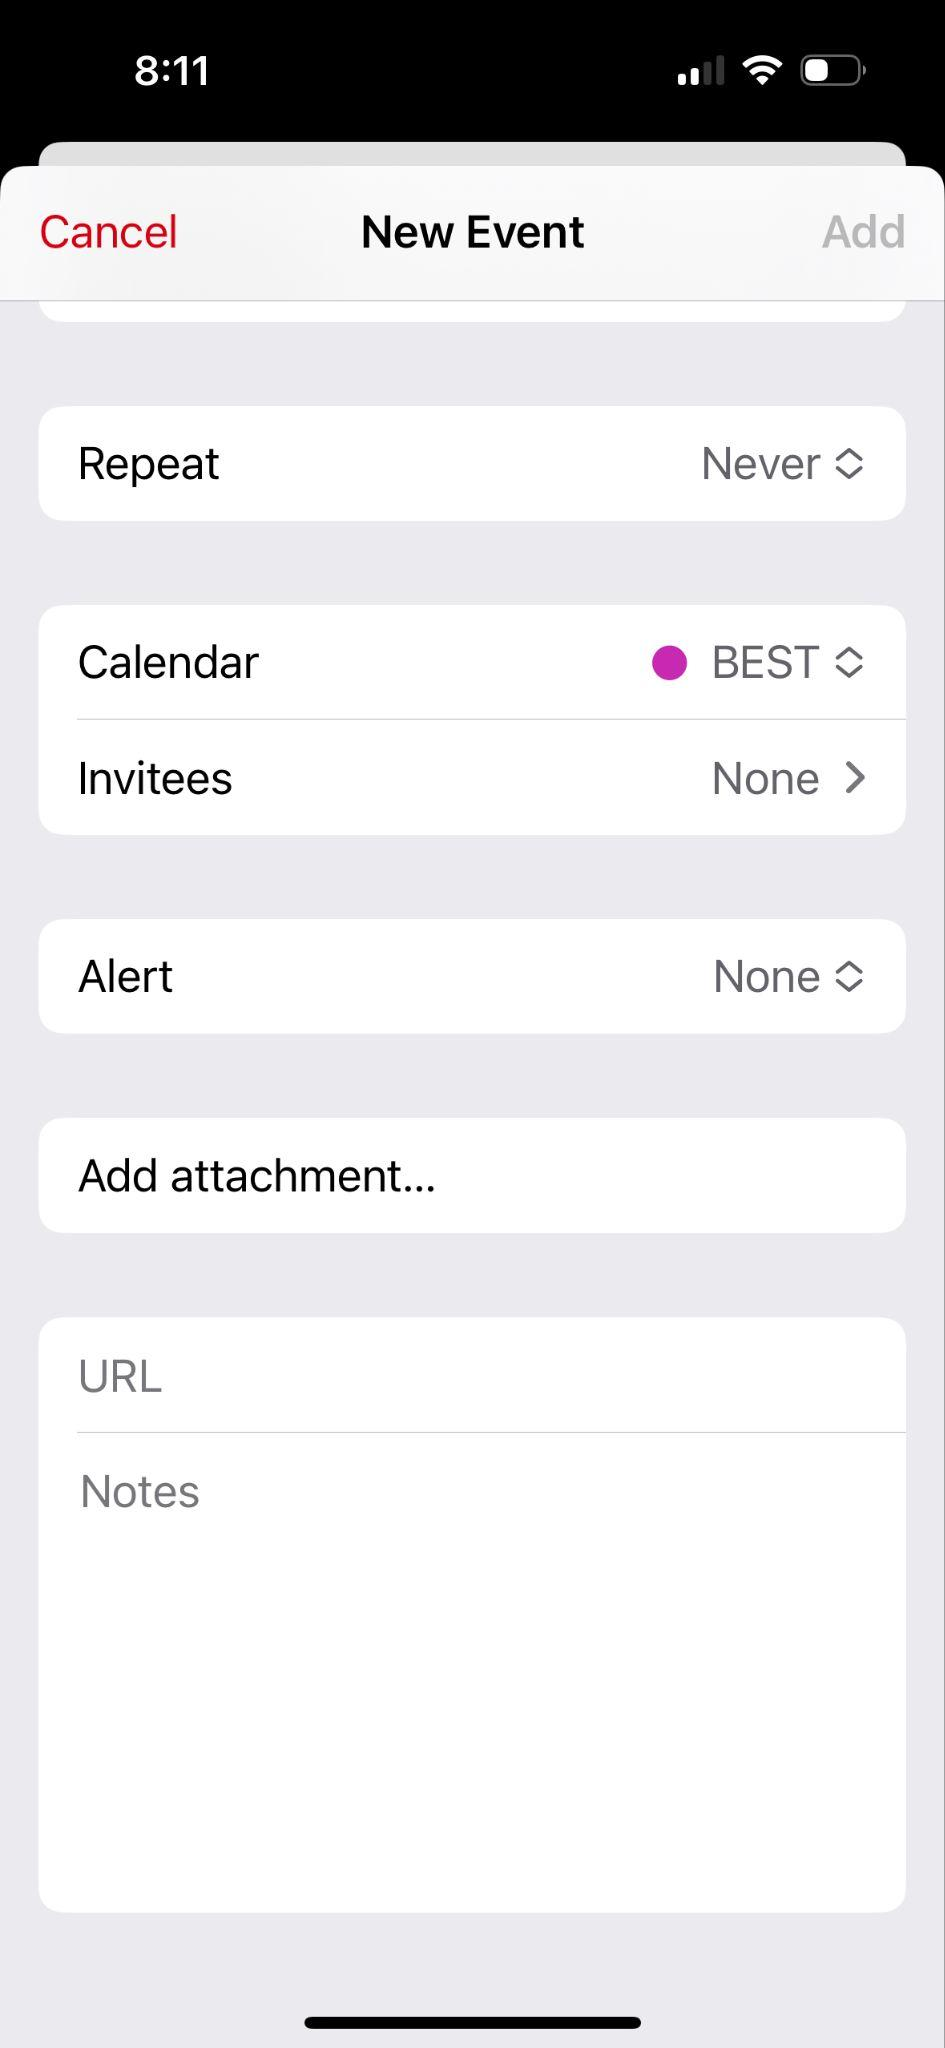 8:11
Cancel New Event Add
Repeat Never
Calendar BEST
Invitees None
Alert None
Add attachment...
URL
Notes